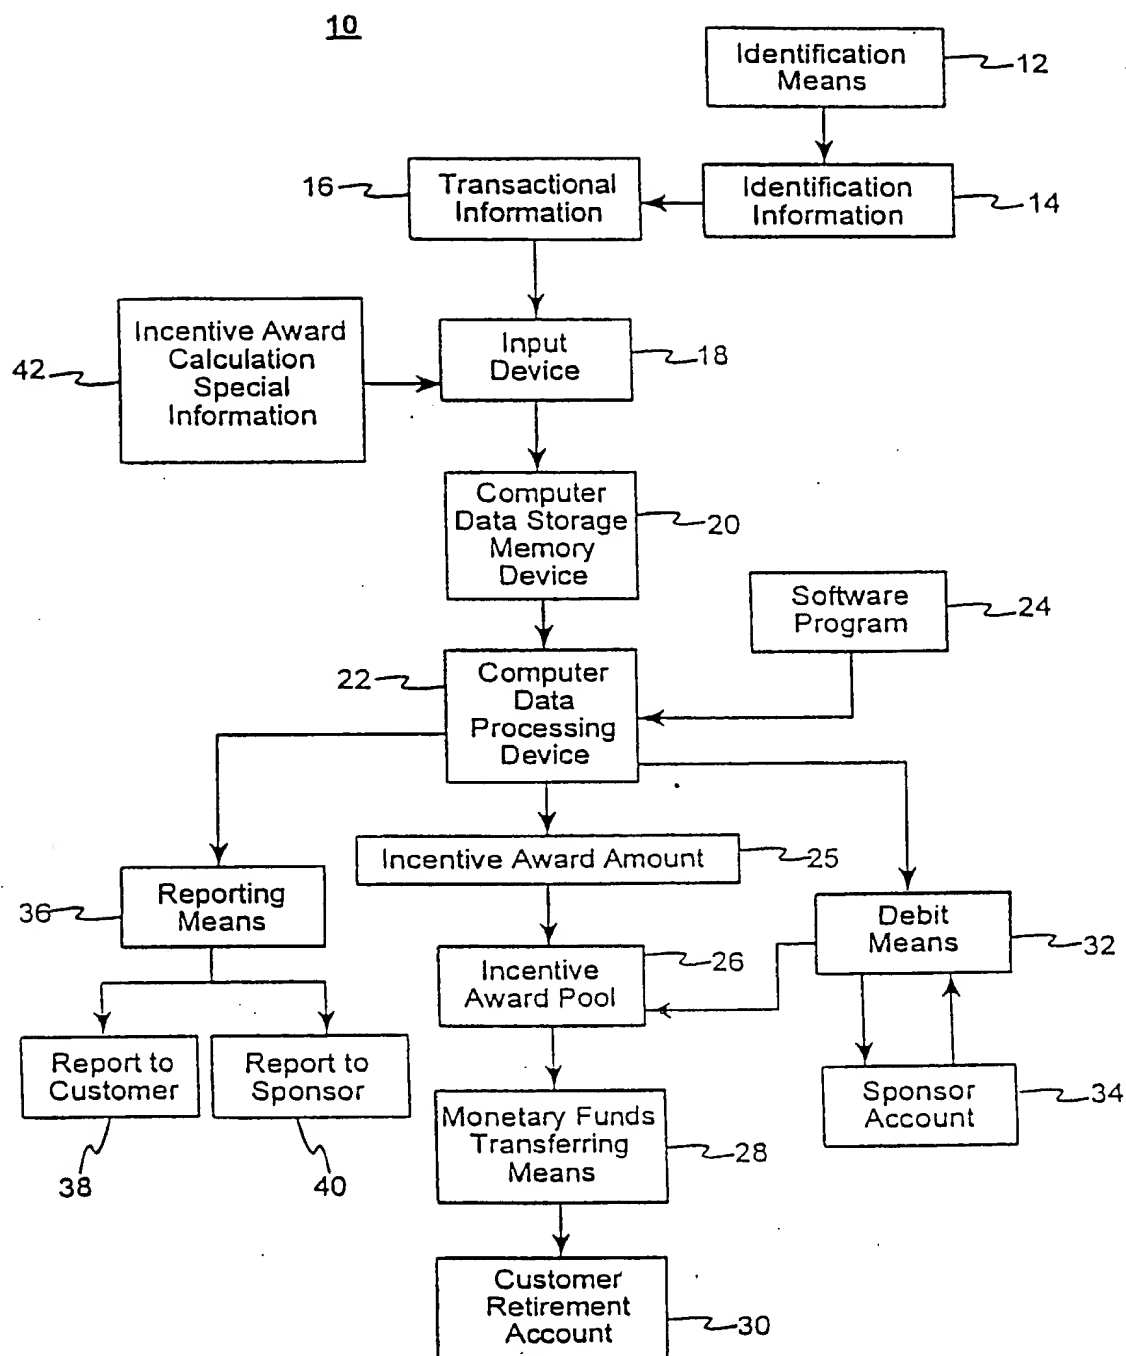 10
Identification
Means
12
Identification
Information
14
16
Transactional
Information
Incentive Award
Calculation
Special
Information
42
Input
Device
18
Computer
Data Storage
Memory
Device
20
Software
Program
24
22
Computer
Data
Processing
Device
Incentive Award Amount
25
Reporting
Means
36
Incentive
Award Pool
26
Debit
Means
32
Report to
Customer
38
Report to
Sponsor
40
Monetary Funds
Transferring
Means
28
Sponsor
Account
34
Customer
Retirement
Account
30